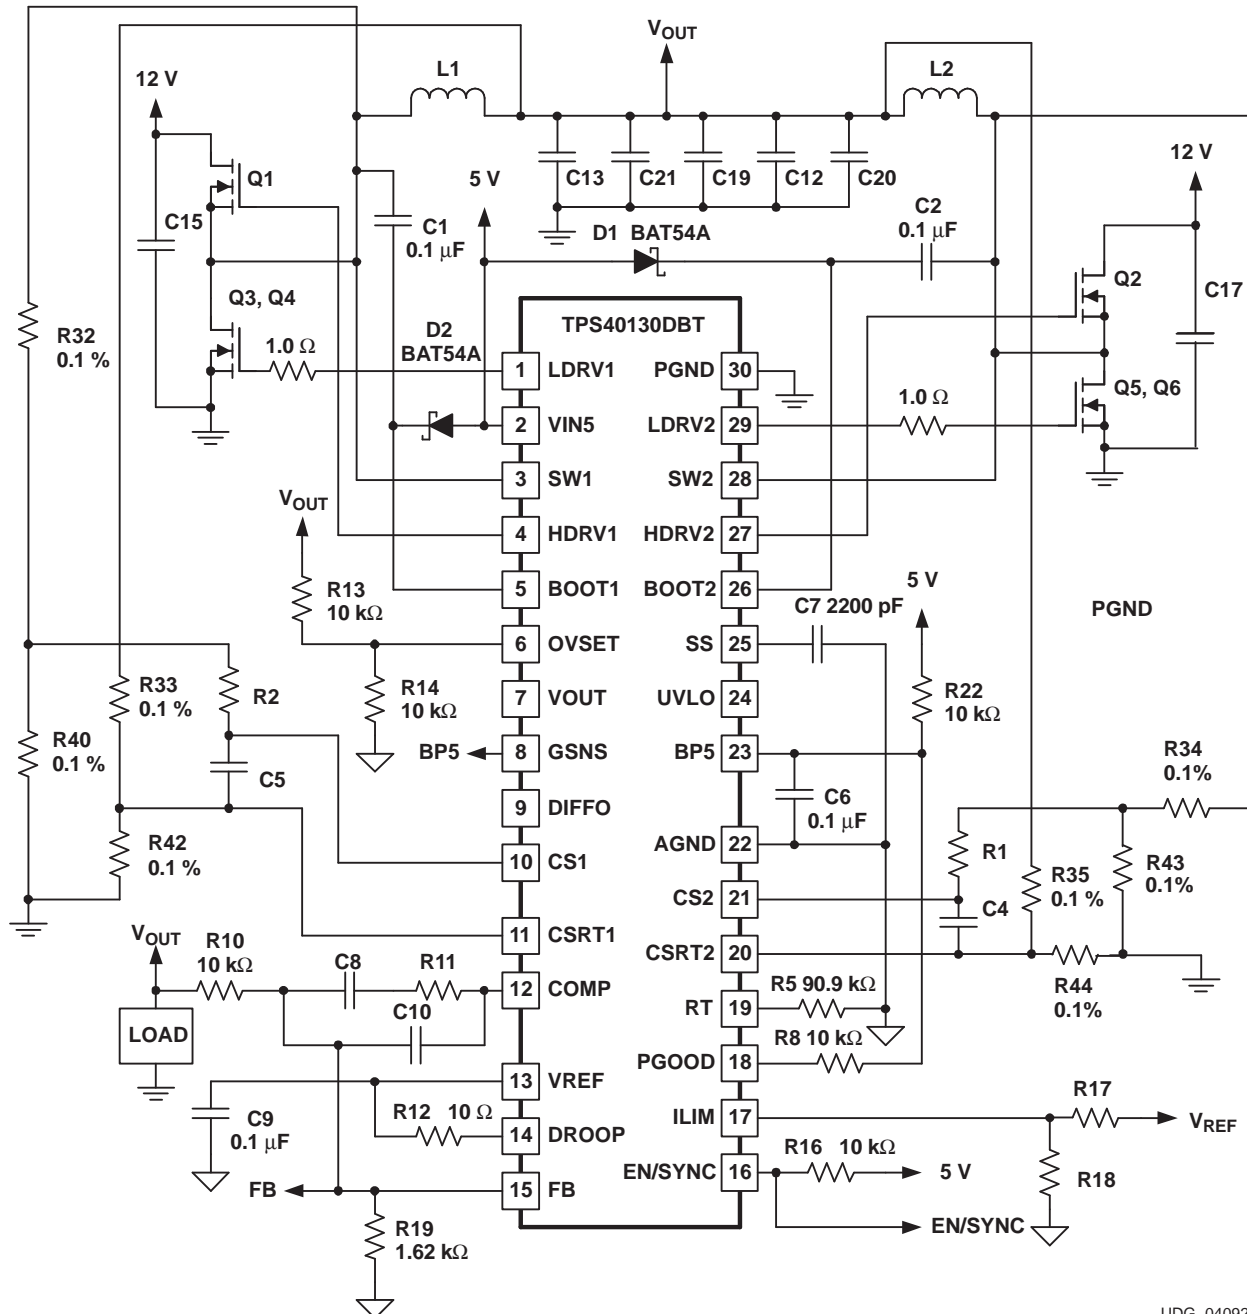 VOUT
L1
L2
12 V
12 V
Q1
C13
C21
C19
C12
C20
5 V
C15
C1
0.1 μF
C2
0.1 μF
D1 BAT54A
Q2
C17
Q3, Q4
R32
0.1 %
1.0 Ω
D2
BAT54A
TPS40130DBT
Q5, Q6
1.0 Ω
1 LDRV1
PGND 30
2 VIN5
LDRV2 29
3 SW1
SW2 28
VOUT
4 HDRV1
HDRV2 27
5 BOOT1
BOOT2 26
5 V
R13
10 kΩ
C7 2200 pF
PGND
6 OVSET
SS 25
R33
0.1 %
R2
R14
10 kΩ
7 VOUT
UVLO 24
R22
10 kΩ
R40
0.1 %
BP5
8 GSNS
BP5 23
R34
0.1%
C5
9 DIFFO
C6
0.1 μF
R42
0.1 %
10 CS1
AGND 22
R1
R43
0.1%
CS2 21
R35
0.1 %
C4
VOUT
11 CSRT1
CSRT2 20
R10
10 kΩ
C8
R11
12 COMP
RT 19
R5 90.9 kΩ
R44
0.1%
LOAD
C10
PGOOD 18
R8 10 kΩ
13 VREF
C9
0.1 μF
R12 10 Ω
14 DROOP
ILIM 17
R17
VREF
EN/SYNC 16
R16 10 kΩ
5 V
R18
FB
15 FB
EN/SYNC
R19
1.62 kΩ